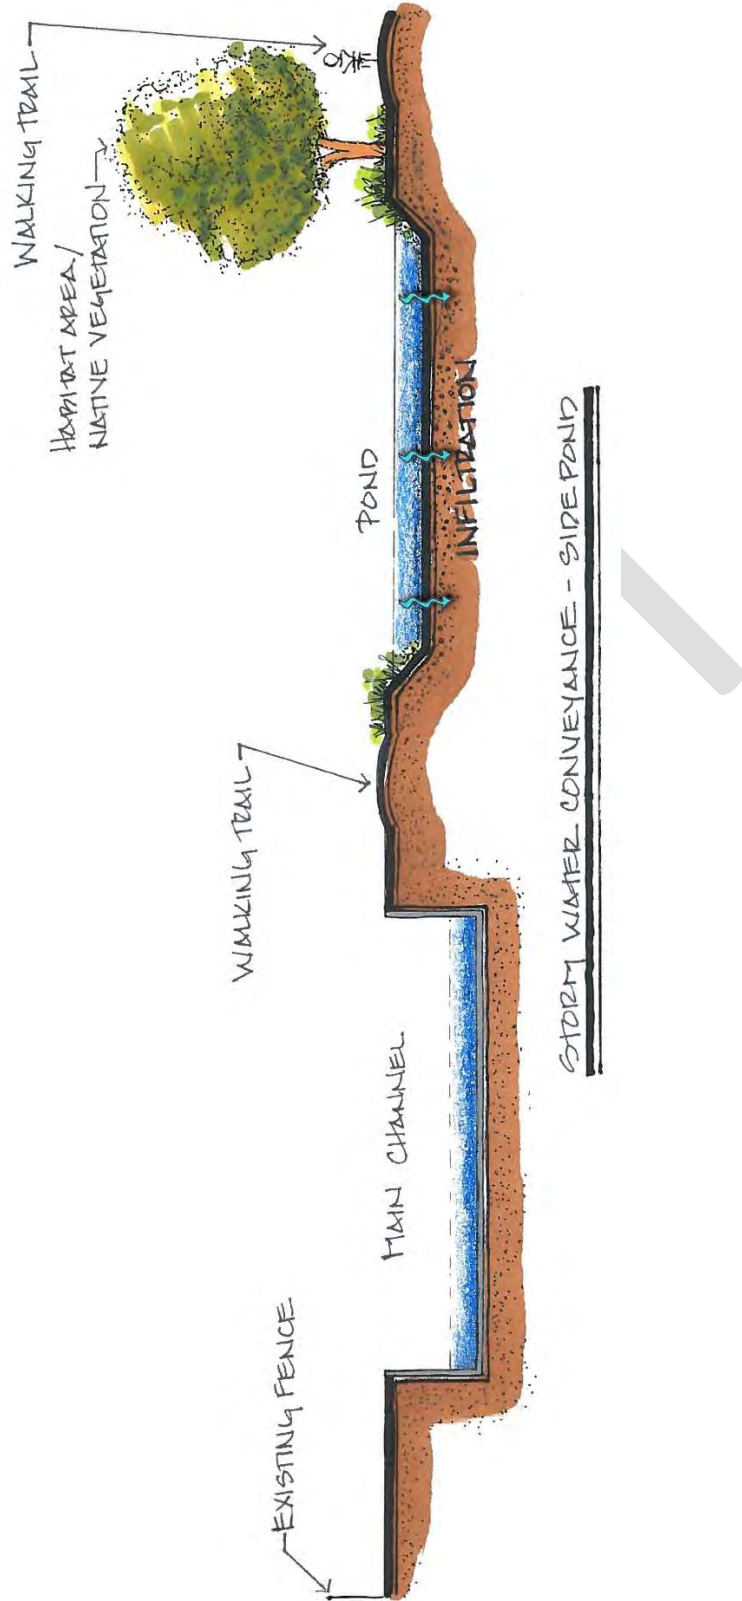 EXISTING FENCE
MAIN CHANNEL
WALKING TRAIL
POND
INFILTRATION
HABITAT AREA/
NATIVE VEGETATION
WALKING TRAIL
STORM WATER CONVEYANCE - SIDE POND